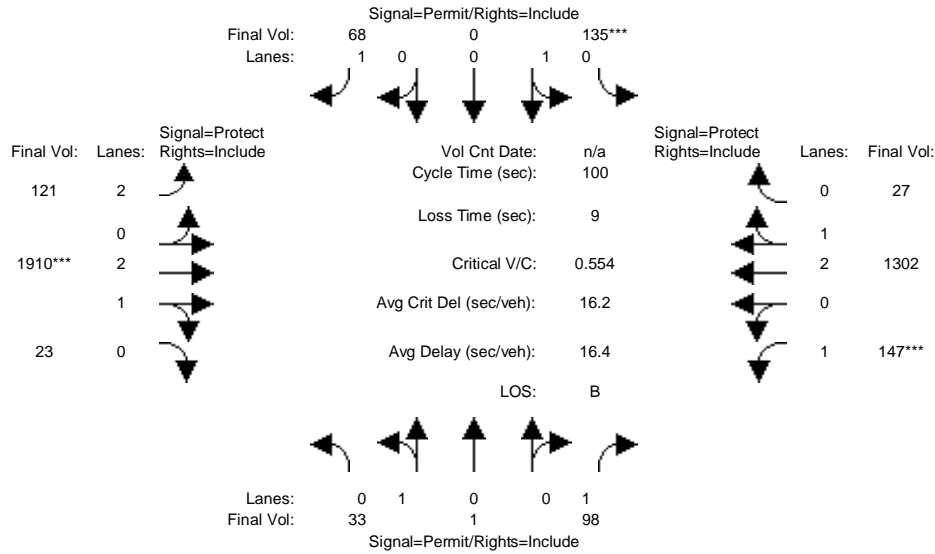 Signal=Permit/Rights=Include
Final Vol: 68 0 135***
Lanes: 1 0 0 1 0
Signal=Protect
Final Vol: Lanes: Rights=Include
Vol Cnt Date: n/a
Signal=Protect
Rights=Include Lanes: Final Vol:
Cycle Time (sec): 100
121 2
0 27
Loss Time (sec): 9
0
1
1910*** 2
Critical V/C: 0.554
2 1302
1
Avg Crit Del (sec/veh): 16.2
0
23 0
Avg Delay (sec/veh): 16.4
1 147***
LOS: B
Lanes: 0 1 0 0 1
Final Vol: 33 1 98
Signal=Permit/Rights=Include